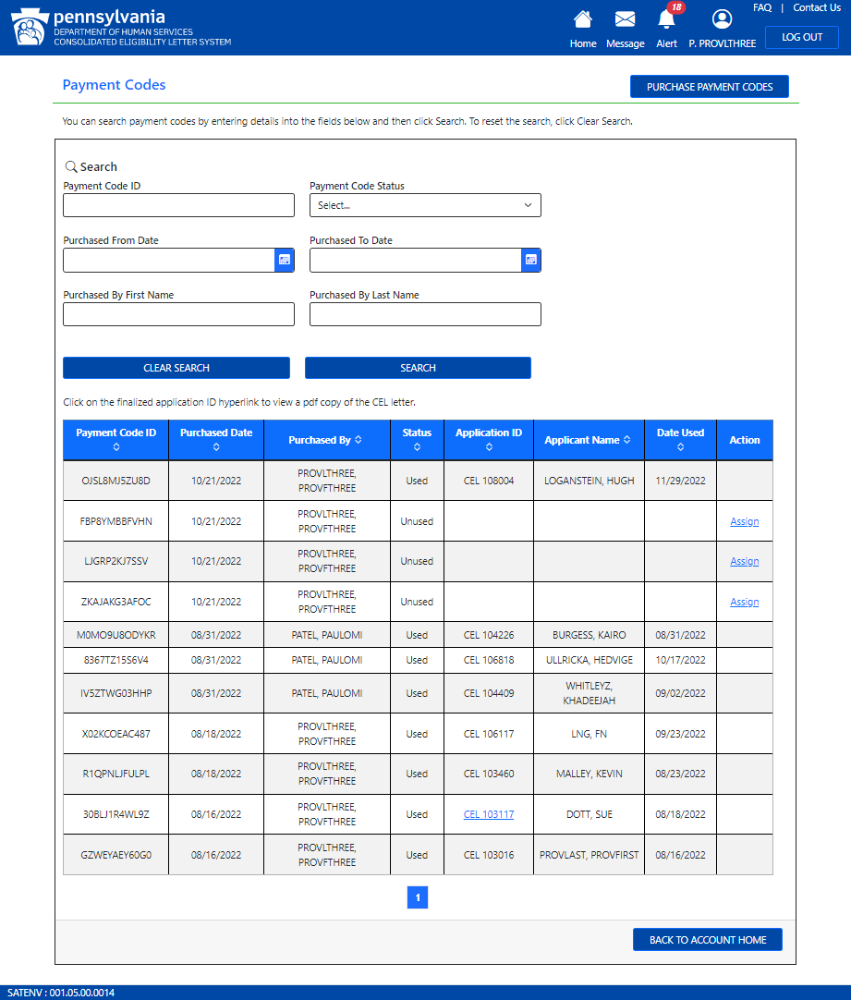 pennsylvania
DEPARTMENT OF HUMAN SERVICES
CONSOLIDATED ELIGIBILITY LETTER SYSTEM
Home
Message
18
Alert
P. PROVLTHREE
FAQ | Contact Us
LOG OUT
Payment Codes
PURCHASE PAYMENT CODES
You can search payment codes by entering details into the fields below and then click Search. To reset the search, click Clear Search.
Search
Payment Code ID
Payment Code Status
Select...
Purchased From Date
Purchased To Date
Purchased By First Name
Purchased By Last Name
CLEAR SEARCH
SEARCH
Click on the finalized application ID hyperlink to view a pdf copy of the CEL letter.
Payment Code ID Purchased Date Purchased By Status Application ID Applicant Name Date Used Action
OJSL8MJ5ZU8D 10/21/2022 PROVLTHREE, PROVFTHREE Used CEL 108004 LOGANSTEIN, HUGH 11/29/2022
FBP8YMBBFVHN 10/21/2022 PROVLTHREE, PROVFTHREE Unused Assign
LJGRP2KJ7SSV 10/21/2022 PROVLTHREE, PROVFTHREE Unused Assign
ZKAJAKG3AFOC 10/21/2022 PROVLTHREE, PROVFTHREE Unused Assign
M0MO9U8ODYKR 08/31/2022 PATEL, PAULOMI Used CEL 104226 BURGESS, KAIRO 08/31/2022
8367TZ15S6V4 08/31/2022 PATEL, PAULOMI Used CEL 106818 ULLRICKA, HEDVIGE 10/17/2022
IV5ZTWG03HHP 08/31/2022 PATEL, PAULOMI Used CEL 104409 WHITLEYZ, KHADEEJAH 09/02/2022
X02KCOEAC487 08/18/2022 PROVLTHREE, PROVFTHREE Used CEL 106117 LNG, FN 09/23/2022
R1QPNLJFULPL 08/18/2022 PROVLTHREE, PROVFTHREE Used CEL 103460 MALLEY, KEVIN 08/23/2022
30BLJ1R4WL9Z 08/16/2022 PROVLTHREE, PROVFTHREE Used CEL 103117 DOTT, SUE 08/18/2022
GZWEYAEY60G0 08/16/2022 PROVLTHREE, PROVFTHREE Used CEL 103016 PROVLAST, PROVFIRST 08/16/2022
1
BACK TO ACCOUNT HOME
SATENV : 001.05.00.0014